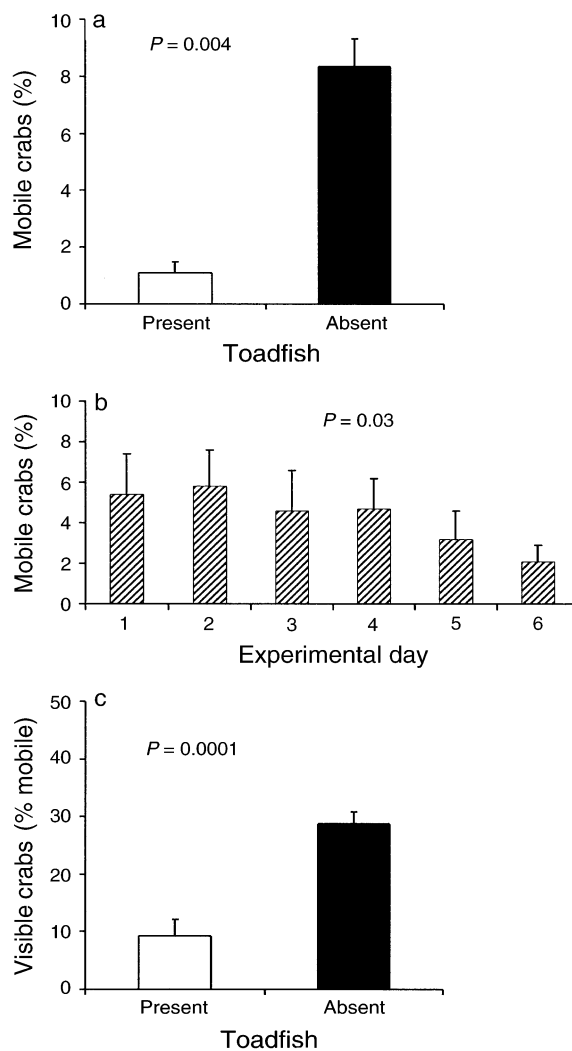 a
P = 0.004
Mobile crabs (%)
10
8
6
4
2
0
Present Absent
Toadfish
b
P = 0.03
Mobile crabs (%)
10
8
6
4
2
0
1 2 3 4 5 6
Experimental day
c
P = 0.0001
Visible crabs (% mobile)
50
40
30
20
10
0
Present Absent
Toadfish